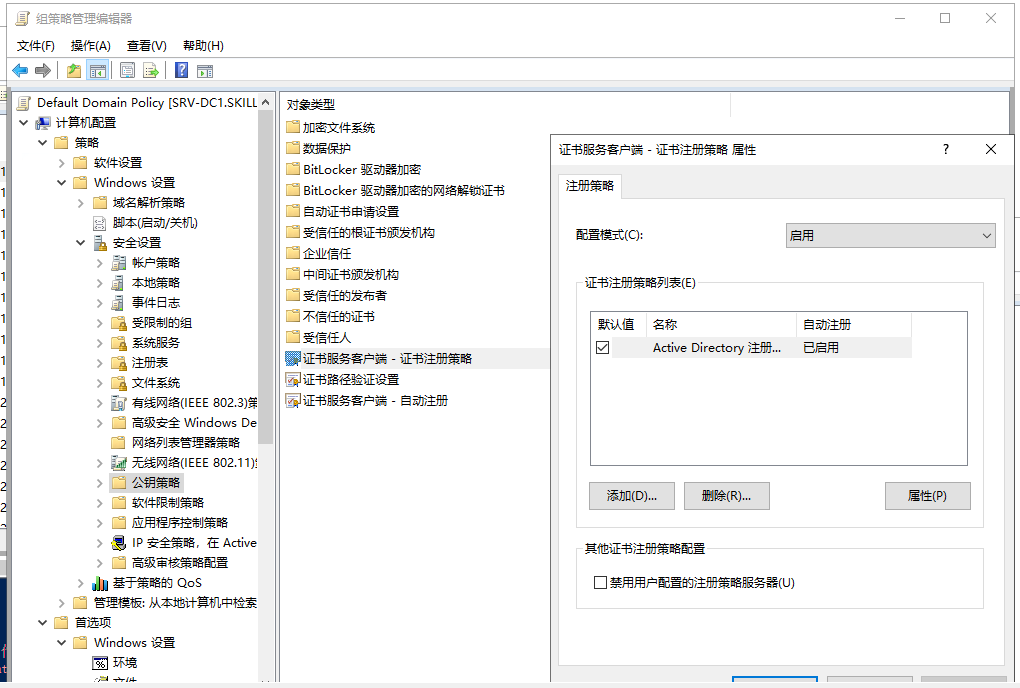 组策略管理编辑器
文件(F) 操作(A) 查看(V) 帮助(H)
Default Domain Policy [SRV-DC1.SKILL
计算机配置
策略
软件设置
Windows 设置
域名解析策略
脚本(启动/关机)
安全设置
帐户策略
本地策略
事件日志
受限制的组
系统服务
注册表
文件系统
有线网络(IEEE 802.3)策
高级安全 Windows De
网络列表管理器策略
无线网络(IEEE 802.11)
公钥策略
软件限制策略
应用程序控制策略
IP 安全策略，在 Active
高级审核策略配置
基于策略的 QoS
管理模板: 从本地计算机中检索
首选项
Windows 设置
环境
文件
对象类型
加密文件系统
数据保护
BitLocker 驱动器加密
BitLocker 驱动器加密的网络解锁证书
自动证书申请设置
受信任的根证书颁发机构
企业信任
中间证书颁发机构
受信任的发布者
不信任的证书
受信任人
证书服务客户端 - 证书注册策略
证书路径验证设置
证书服务客户端 - 自动注册
证书服务客户端 - 证书注册策略 属性
注册策略
配置模式(C):
启用
证书注册策略列表(E)
默认值 名称 自动注册
Active Directory 注册... 已启用
添加(D)... 删除(R)... 属性(P)
其他证书注册策略配置
禁用用户配置的注册策略服务器(U)